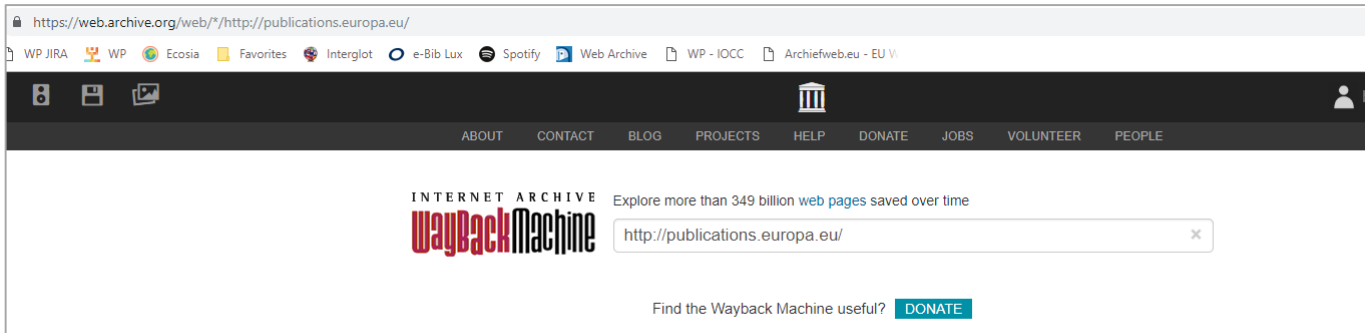 https://web.archive.org/web/*/http://publications.europa.eu/
WP JIRA WP Ecosia Favorites Interglot e-Bib Lux Spotify Web Archive WP - IOCC Archiefweb.eu - EU
ABOUT CONTACT BLOG PROJECTS HELP DONATE JOBS VOLUNTEER PEOPLE
INTERNET ARCHIVE
WayBackMachine
Explore more than 349 billion web pages saved over time
http://publications.europa.eu/
Find the Wayback Machine useful? DONATE